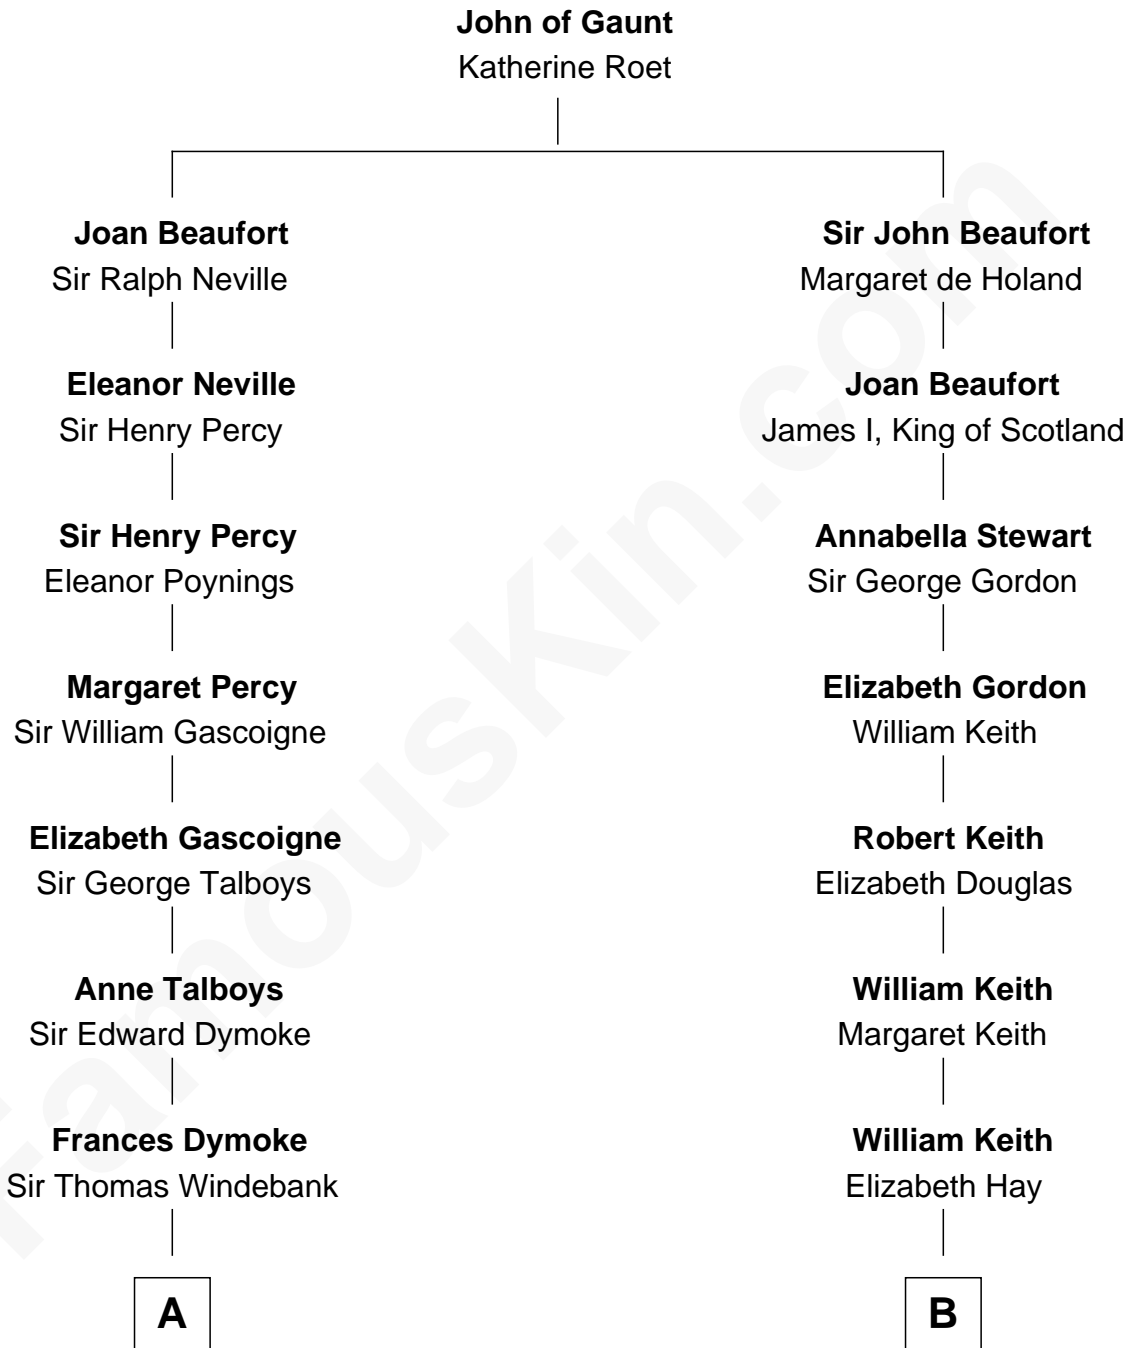 John of Gaunt
Katherine Roet
Joan Beaufort
Sir Ralph Neville
Sir John Beaufort
Margaret de Holand
Eleanor Neville
Sir Henry Percy
Joan Beaufort
James I, King of Scotland
Sir Henry Percy
Eleanor Poynings
Annabella Stewart
Sir George Gordon
Margaret Percy
Sir William Gascoigne
Elizabeth Gordon
William Keith
Elizabeth Gascoigne
Sir George Talboys
Robert Keith
Elizabeth Douglas
Anne Talboys
Sir Edward Dymoke
William Keith
Margaret Keith
Frances Dymoke
Sir Thomas Windebank
William Keith
Elizabeth Hay
A
B
FamousKin.com